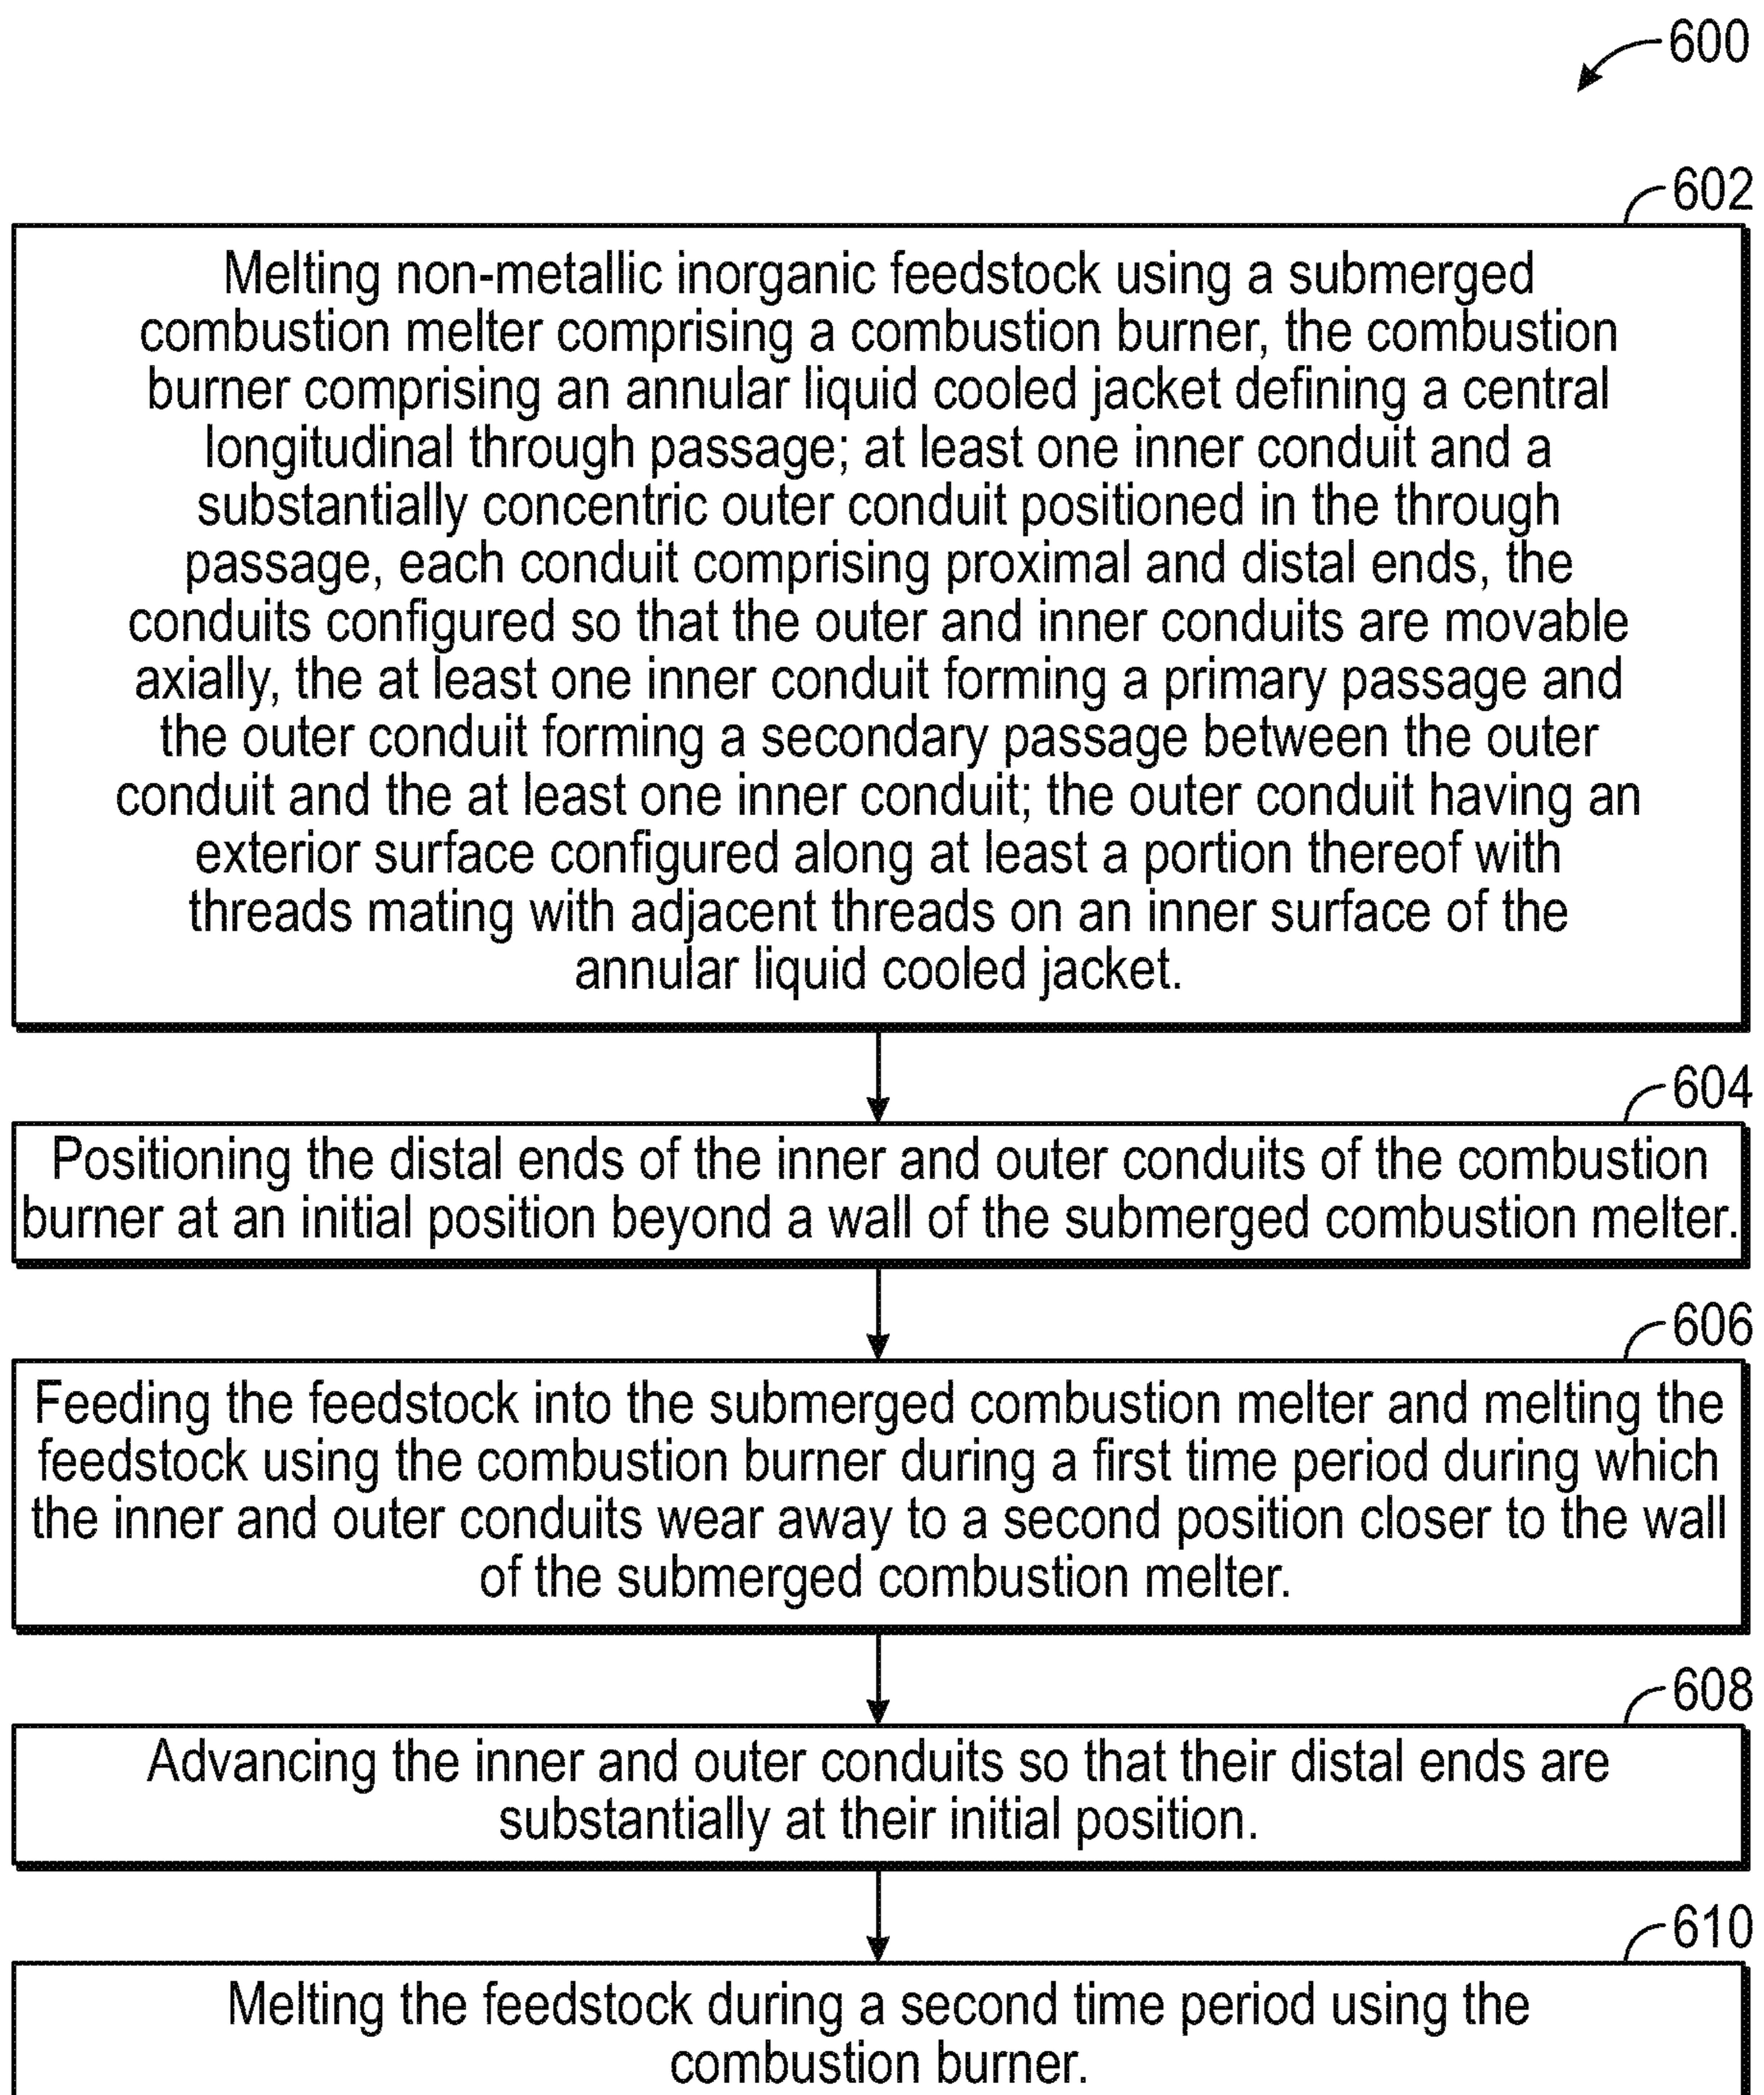 600
602
Melting non-metallic inorganic feedstock using a submerged
combustion melter comprising a combustion burner, the combustion
burner comprising an annular liquid cooled jacket defining a central
longitudinal through passage; at least one inner conduit and a
substantially concentric outer conduit positioned in the through
passage, each conduit comprising proximal and distal ends, the
conduits configured so that the outer and inner conduits are movable
axially, the at least one inner conduit forming a primary passage and
the outer conduit forming a secondary passage between the outer
conduit and the at least one inner conduit; the outer conduit having an
exterior surface configured along at least a portion thereof with
threads mating with adjacent threads on an inner surface of the
annular liquid cooled jacket.
604
Positioning the distal ends of the inner and outer conduits of the combustion
burner at an initial position beyond a wall of the submerged combustion melter.
606
Feeding the feedstock into the submerged combustion melter and melting the
feedstock using the combustion burner during a first time period during which
the inner and outer conduits wear away to a second position closer to the wall
of the submerged combustion melter.
608
Advancing the inner and outer conduits so that their distal ends are
substantially at their initial position.
610
Melting the feedstock during a second time period using the
combustion burner.